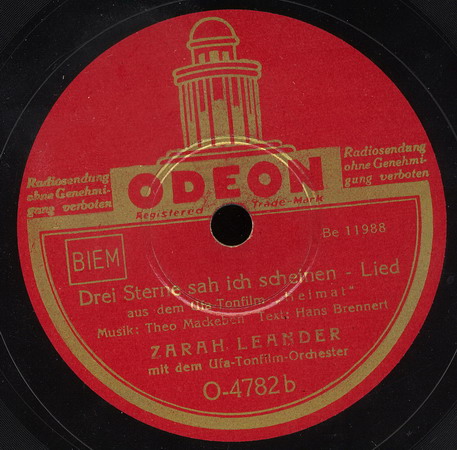 Radiosendung
ohne Genehmi-
gung verboten
ODEON
Registered Trade-Mark
Radiosendung
ohne Genehmi-
gung verboten
Be 11988
BIEM
Drei Sterne sah ich scheinen - Lied
aus dem Ufa-Tonfilm „Heimat“
Musik: Theo Mackeben Text: Hans Brennert
ZARAH LEANDER
mit dem Ufa-Tonfilm-Orchester
O-4782b